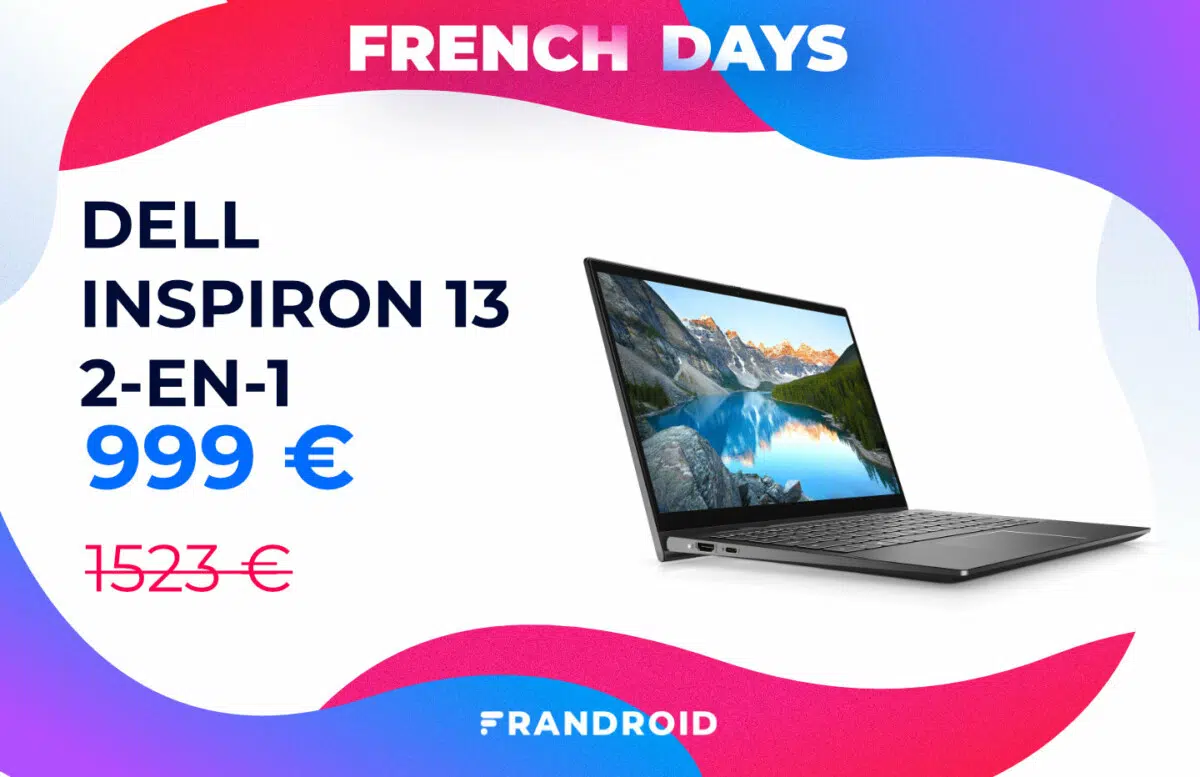 FRENCH DAYS
DELL
INSPIRON 13
2-EN-1
999 €
1523 €
FRANDROID